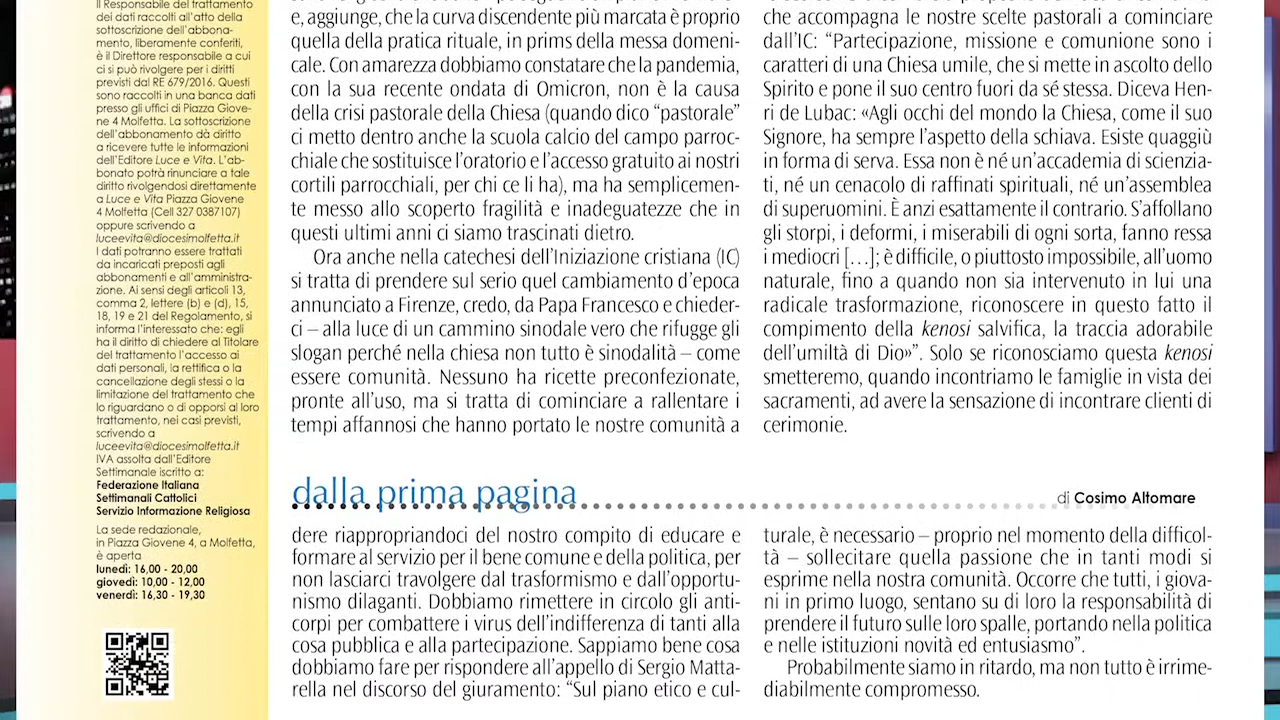 Il Responsabile del trattamento
dei dati raccolti all'atto della
sottoscrizione dell'abbona-
mento, liberamente conferiti,
è il Direttore responsabile a cui
ci si può rivolgere per i diritti
previsti dal RE 679/2016. Questi
sono raccolti in una banca dati
presso gli uffici di Piazza Giove-
ne 4 Molfetta. La sottoscrizione
dell'abbonamento dà diritto
a ricevere tutte le informazioni
dell'Editore Luce e Vita. L'ab-
bonato potrà rinunciare a tale
diritto rivolgendosi direttamente
a Luce e Vita Piazza Giovene
4 Molfetta (Cell 327 0387107)
oppure scrivendo a
luceevita@diocesimolfetta.it
I dati potranno essere trattati
da incaricati preposti agli
abbonamenti e all'amministra-
zione. Ai sensi degli articoli 13,
comma 2, lettere (b) e (d), 15,
18, 19 e 21 del Regolamento, si
informa l'interessato che: egli
ha il diritto di chiedere al Titolare
del trattamento l'accesso ai
dati personali, la rettifica o la
cancellazione degli stessi o la
limitazione del trattamento che
lo riguardano o di opporsi al loro
trattamento, nei casi previsti,
scrivendo a
luceevita@diocesimolfetta.it
IVA assolta dall'Editore
Settimanale iscritto a:
Federazione Italiana
Settimanali Cattolici
Servizio Informazione Religiosa
La sede redazionale,
in Piazza Giovene 4, a Molfetta,
è aperta
lunedì: 16,00 - 20,00
giovedì: 10,00 - 12,00
venerdì: 16,30 - 19,30
e, aggiunge, che la curva discendente più marcata è proprio
quella della pratica rituale, in prims della messa domeni-
cale. Con amarezza dobbiamo constatare che la pandemia,
con la sua recente ondata di Omicron, non è la causa
della crisi pastorale della Chiesa (quando dico "pastorale"
ci metto dentro anche la scuola calcio del campo parroc-
chiale che sostituisce l'oratorio e l'accesso gratuito ai nostri
cortili parrocchiali, per chi ce li ha), ma ha semplicemen-
te messo allo scoperto fragilità e inadeguatezze che in
questi ultimi anni ci siamo trascinati dietro.
Ora anche nella catechesi dell'Iniziazione cristiana (IC)
si tratta di prendere sul serio quel cambiamento d'epoca
annunciato a Firenze, credo, da Papa Francesco e chieder-
ci – alla luce di un cammino sinodale vero che rifugge gli
slogan perché nella chiesa non tutto è sinodalità – come
essere comunità. Nessuno ha ricette preconfezionate,
pronte all'uso, ma si tratta di cominciare a rallentare i
tempi affannosi che hanno portato le nostre comunità a
che accompagna le nostre scelte pastorali a cominciare
dall'IC: "Partecipazione, missione e comunione sono i
caratteri di una Chiesa umile, che si mette in ascolto dello
Spirito e pone il suo centro fuori da sé stessa. Diceva Hen-
ri de Lubac: «Agli occhi del mondo la Chiesa, come il suo
Signore, ha sempre l'aspetto della schiava. Esiste quaggiù
in forma di serva. Essa non è né un'accademia di scienzia-
ti, né un cenacolo di raffinati spirituali, né un'assemblea
di superuomini. È anzi esattamente il contrario. S'affollano
gli storpi, i deformi, i miserabili di ogni sorta, fanno ressa
i mediocri […]; è difficile, o piuttosto impossibile, all'uomo
naturale, fino a quando non sia intervenuto in lui una
radicale trasformazione, riconoscere in questo fatto il
compimento della kenosi salvifica, la traccia adorabile
dell'umiltà di Dio»". Solo se riconosciamo questa kenosi
smetteremo, quando incontriamo le famiglie in vista dei
sacramenti, ad avere la sensazione di incontrare clienti di
cerimonie.
dalla prima pagina
di Cosimo Altomare
dere riappropriandoci del nostro compito di educare e
formare al servizio per il bene comune e della politica, per
non lasciarci travolgere dal trasformismo e dall'opportu-
nismo dilaganti. Dobbiamo rimettere in circolo gli anti-
corpi per combattere i virus dell'indifferenza di tanti alla
cosa pubblica e alla partecipazione. Sappiamo bene cosa
dobbiamo fare per rispondere all'appello di Sergio Matta-
rella nel discorso del giuramento: "Sul piano etico e cul-
turale, è necessario – proprio nel momento della difficol-
tà – sollecitare quella passione che in tanti modi si
esprime nella nostra comunità. Occorre che tutti, i giova-
ni in primo luogo, sentano su di loro la responsabilità di
prendere il futuro sulle loro spalle, portando nella politica
e nelle istituzioni novità ed entusiasmo".
Probabilmente siamo in ritardo, ma non tutto è irrime-
diabilmente compromesso.